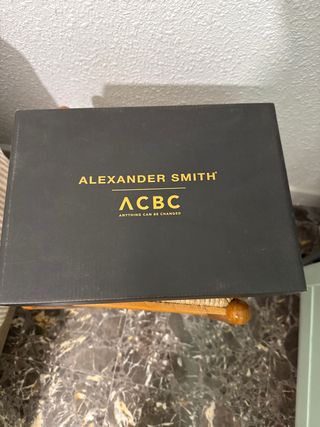 ALEXANDER SMITH®
ACBC
ANYTHING CAN BE CHANGED